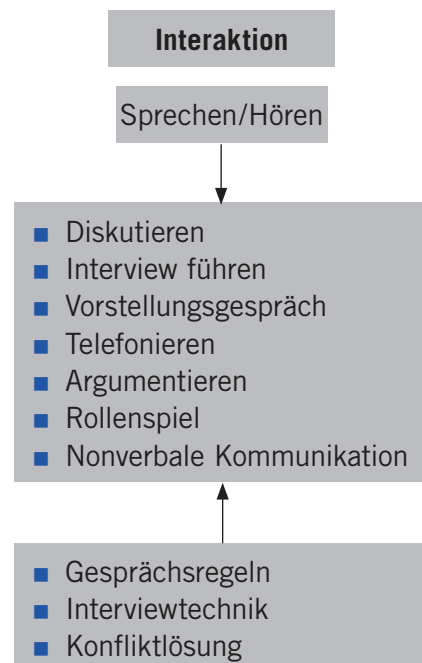 Interaktion
Sprechen/Hören
■ Diskutieren
■ Interview führen
■ Vorstellungsgespräch
■ Telefonieren
■ Argumentieren
■ Rollenspiel
■ Nonverbale Kommunikation
■ Gesprächsregeln
■ Interviewtechnik
■ Konfliktlösung